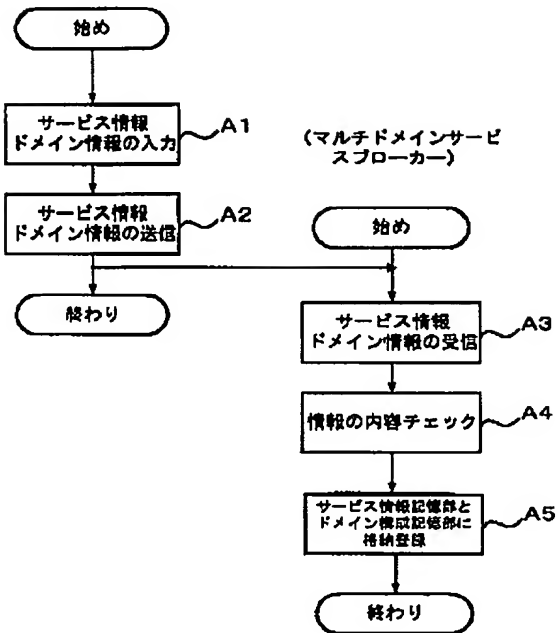 始め
サービス情報
ドメイン情報の入力
A1
サービス情報
ドメイン情報の送信
A2
終わり
(マルチドメインサービ
スブローカー)
始め
サービス情報
ドメイン情報の受信
A3
情報の内容チェック
A4
サービス情報記憶部と
ドメイン構成記憶部に
格納登録
A5
終わり